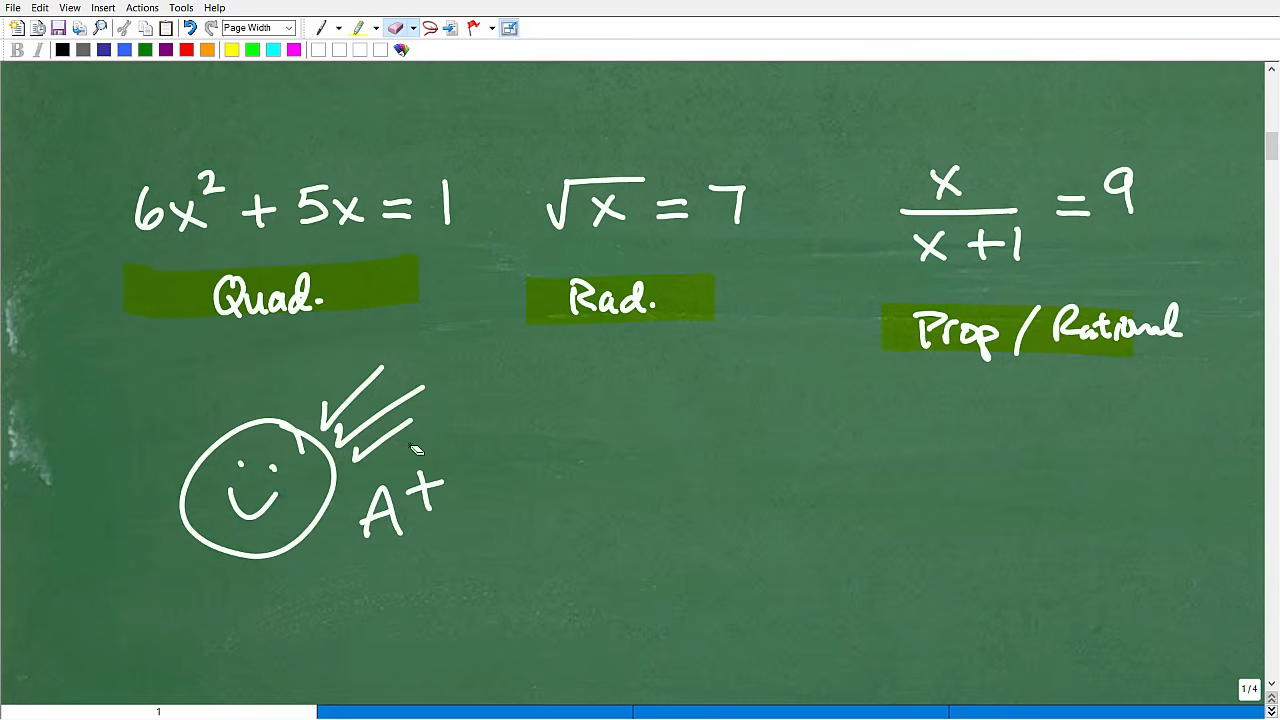 File Edit View Insert Actions Tools Help
Page Width
B I
6x² + 5x = 1
√x = 7
x
x + 1
= 9
Quad.
Rad.
Prop / Rational
A+
1/4
1